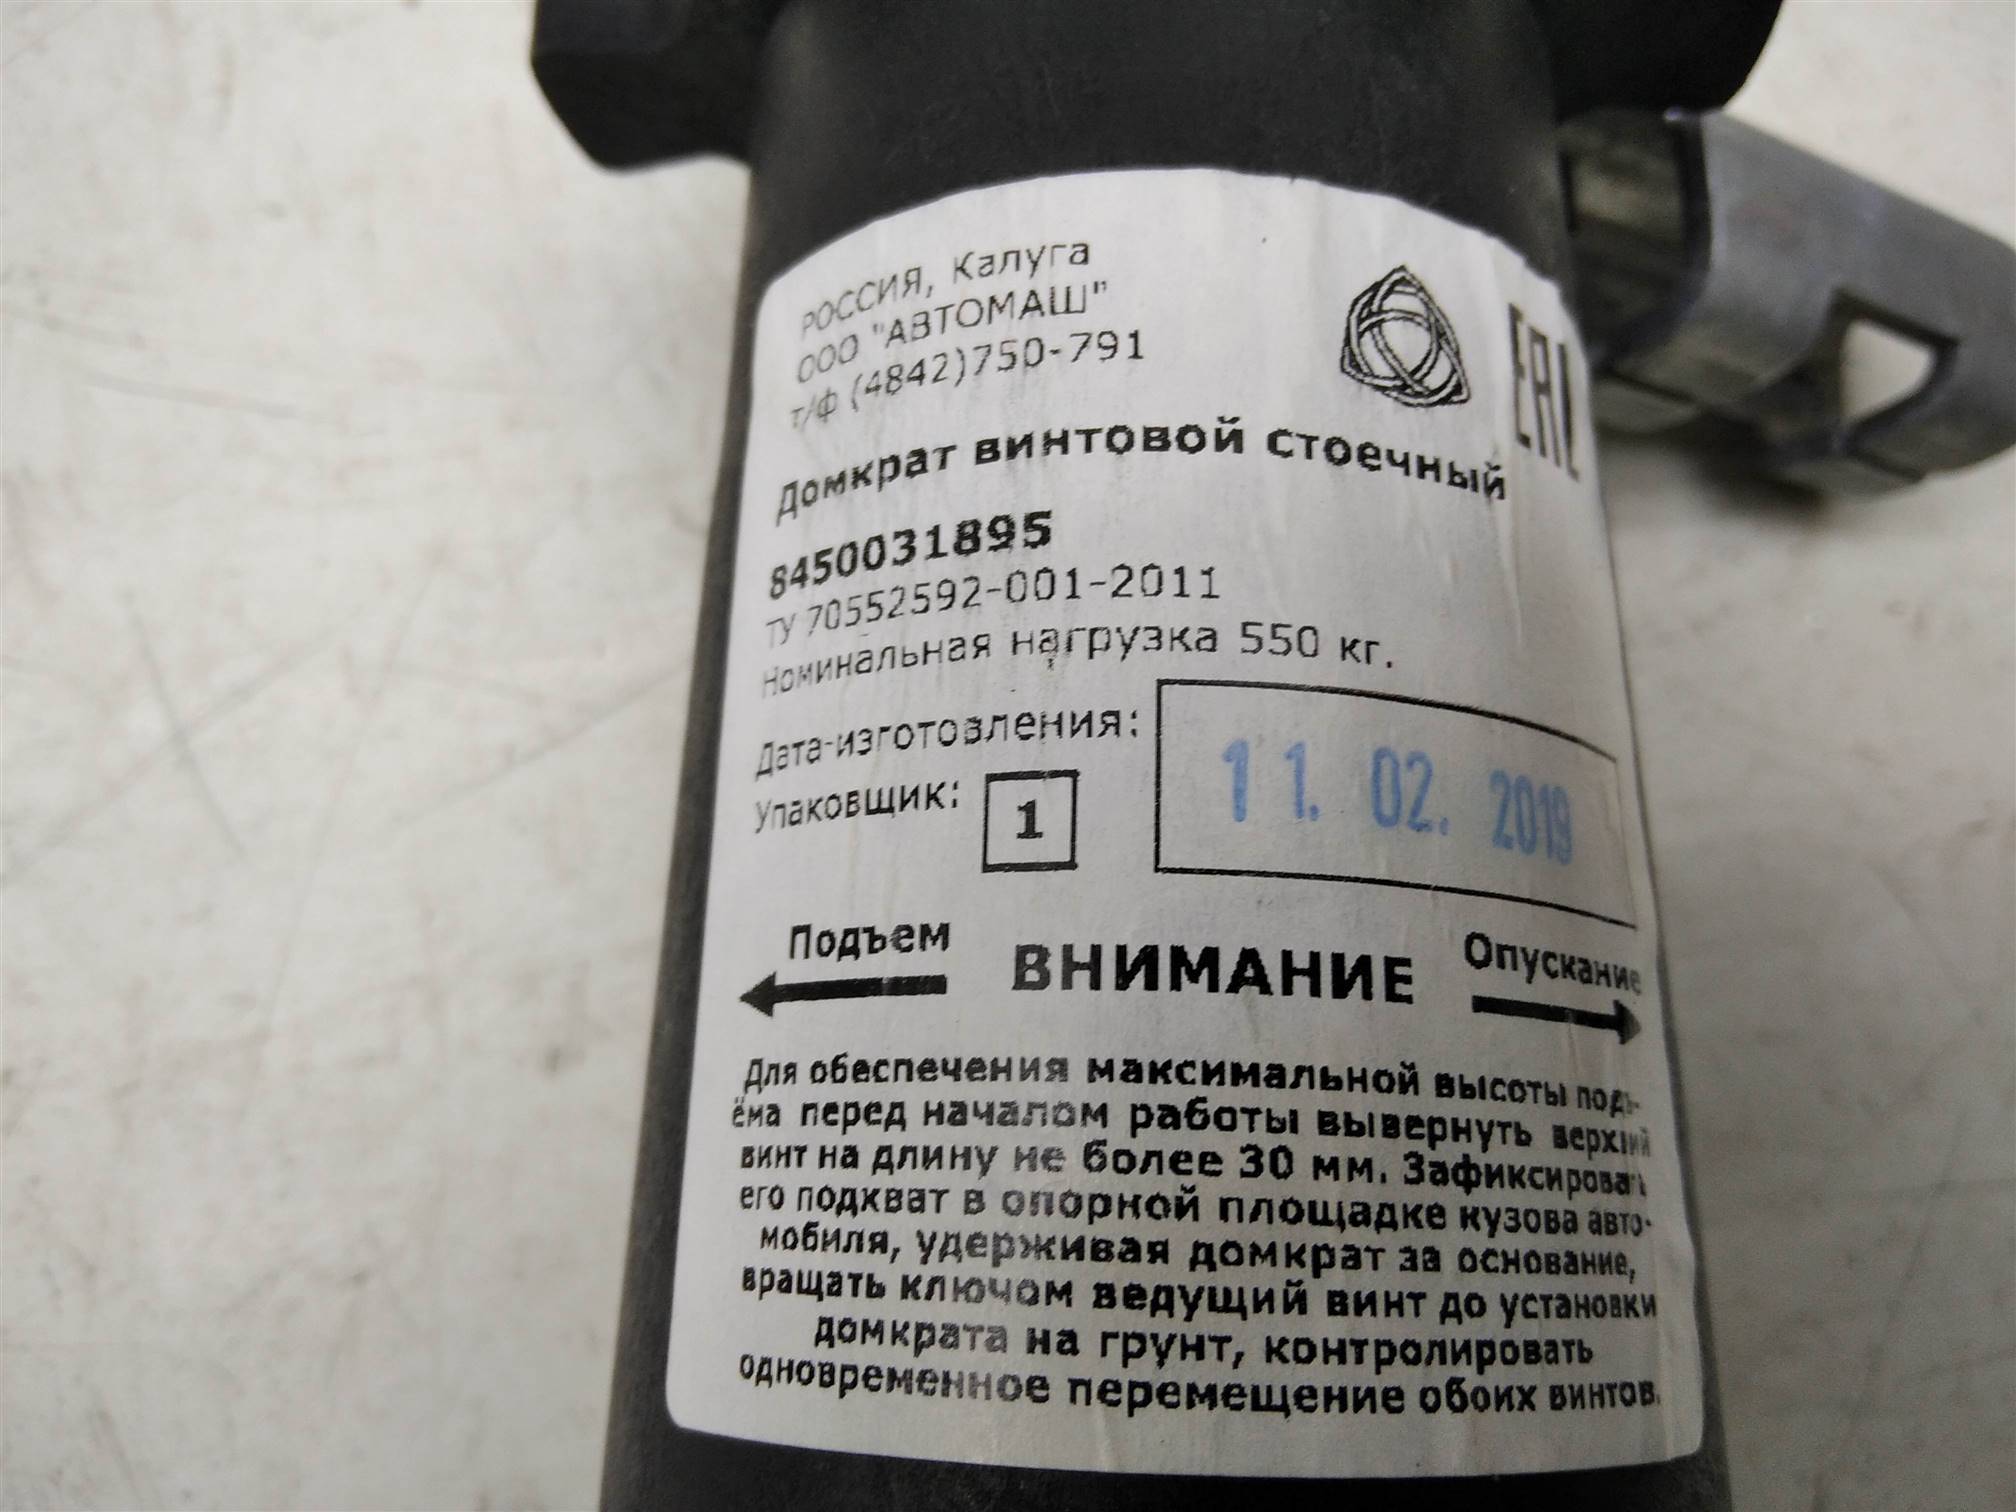 РОССИЯ, Калуга
ООО "АВТОМАШ"
т/ф (4842)750-791
EAC
Домкрат винтовой стоечный
8450031895
ТУ 70552592-001-2011
Номинальная нагрузка 550 кг.
Дата-изготовления: 11.02.2019
Упаковщик: 1
Подъем ВНИМАНИЕ Опускание
Для обеспечения максимальной высоты подъ-
ёма перед началом работы вывернуть верхний
винт на длину не более 30 мм. Зафиксировать
его подхват в опорной площадке кузова авто-
мобиля, удерживая домкрат за основание,
вращать ключом ведущий винт до установки
домкрата на грунт, контролировать
одновременное перемещение обоих винтов.